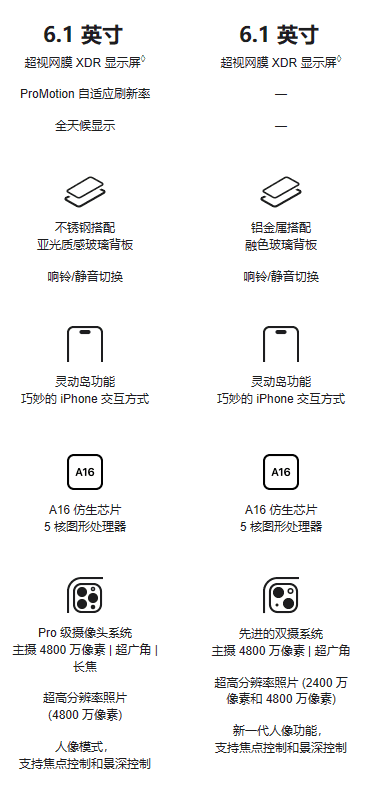 6.1 英寸
超视网膜 XDR 显示屏◊
ProMotion 自适应刷新率
全天候显示
不锈钢搭配
亚光质感玻璃背板
响铃/静音切换
灵动岛功能
巧妙的 iPhone 交互方式
A16
A16 仿生芯片
5 核图形处理器
Pro 级摄像头系统
主摄 4800 万像素 | 超广角 |
长焦
超高分辨率照片
(4800 万像素)
人像模式，
支持焦点控制和景深控制
6.1 英寸
超视网膜 XDR 显示屏◊
—
—
铝金属搭配
融色玻璃背板
响铃/静音切换
灵动岛功能
巧妙的 iPhone 交互方式
A16
A16 仿生芯片
5 核图形处理器
先进的双摄系统
主摄 4800 万像素 | 超广角
超高分辨率照片 (2400 万
像素和 4800 万像素)
新一代人像功能，
支持焦点控制和景深控制